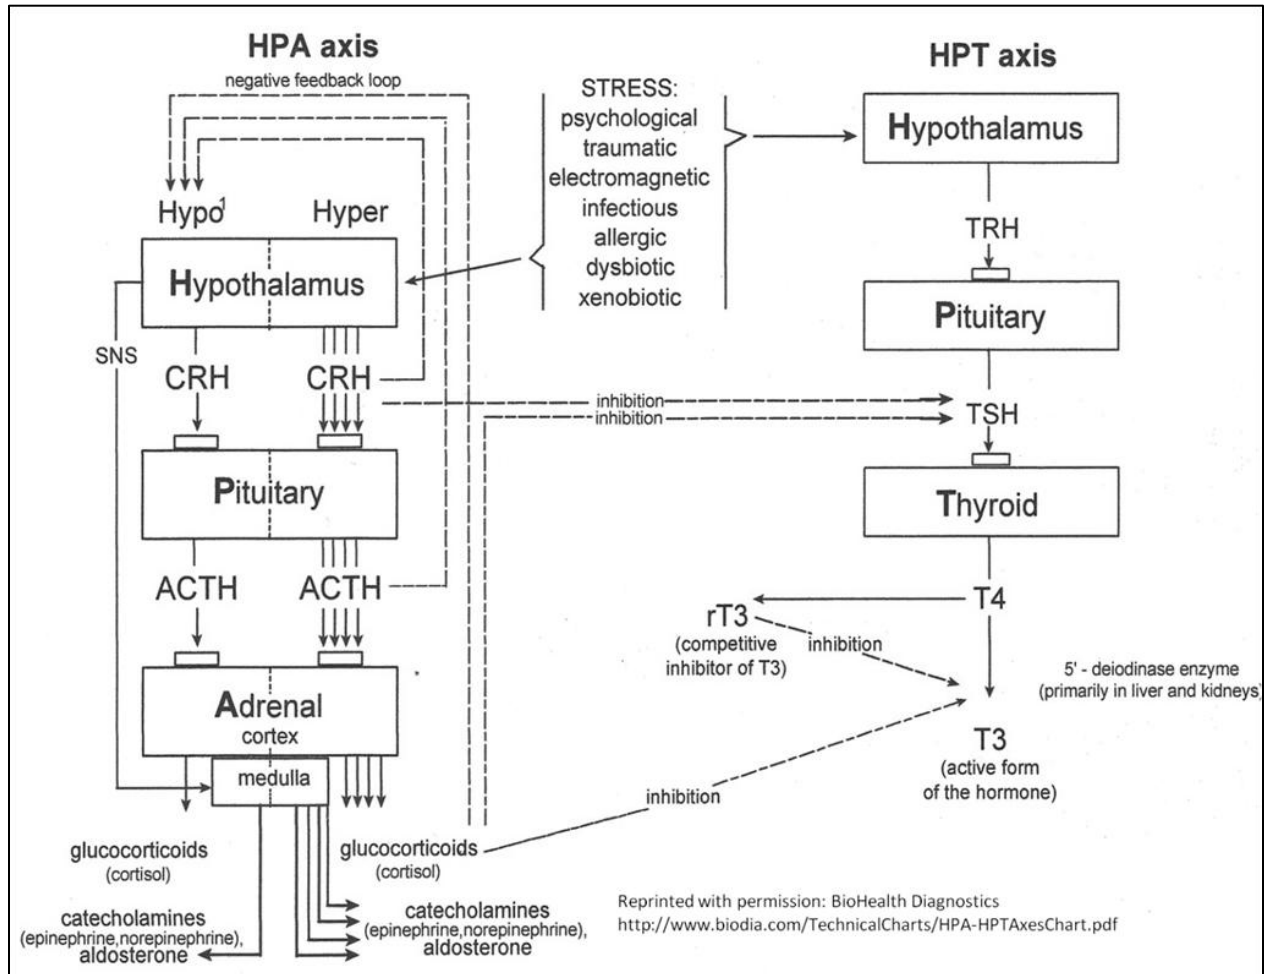 HPA axis
negative feedback loop
Hypo1
Hyper
Hypothalamus
SNS
CRH
CRH
Pituitary
ACTH
ACTH
Adrenal
cortex
medulla
glucocorticoids
(cortisol)
glucocorticoids
(cortisol)
catecholamines
(epinephrine,norepinephrine),
aldosterone
catecholamines
(epinephrine,norepinephrine),
aldosterone
STRESS:
psychological
traumatic
electromagnetic
infectious
allergic
dysbiotic
xenobiotic
inhibition
inhibition
HPT axis
Hypothalamus
TRH
Pituitary
TSH
Thyroid
T4
rT3
(competitive
inhibitor of T3)
inhibition
5' - deiodinase enzyme
(primarily in liver and kidneys)
T3
(active form
of the hormone)
inhibition
Reprinted with permission: BioHealth Diagnostics
http://www.biodia.com/TechnicalCharts/HPA-HPTAxesChart.pdf